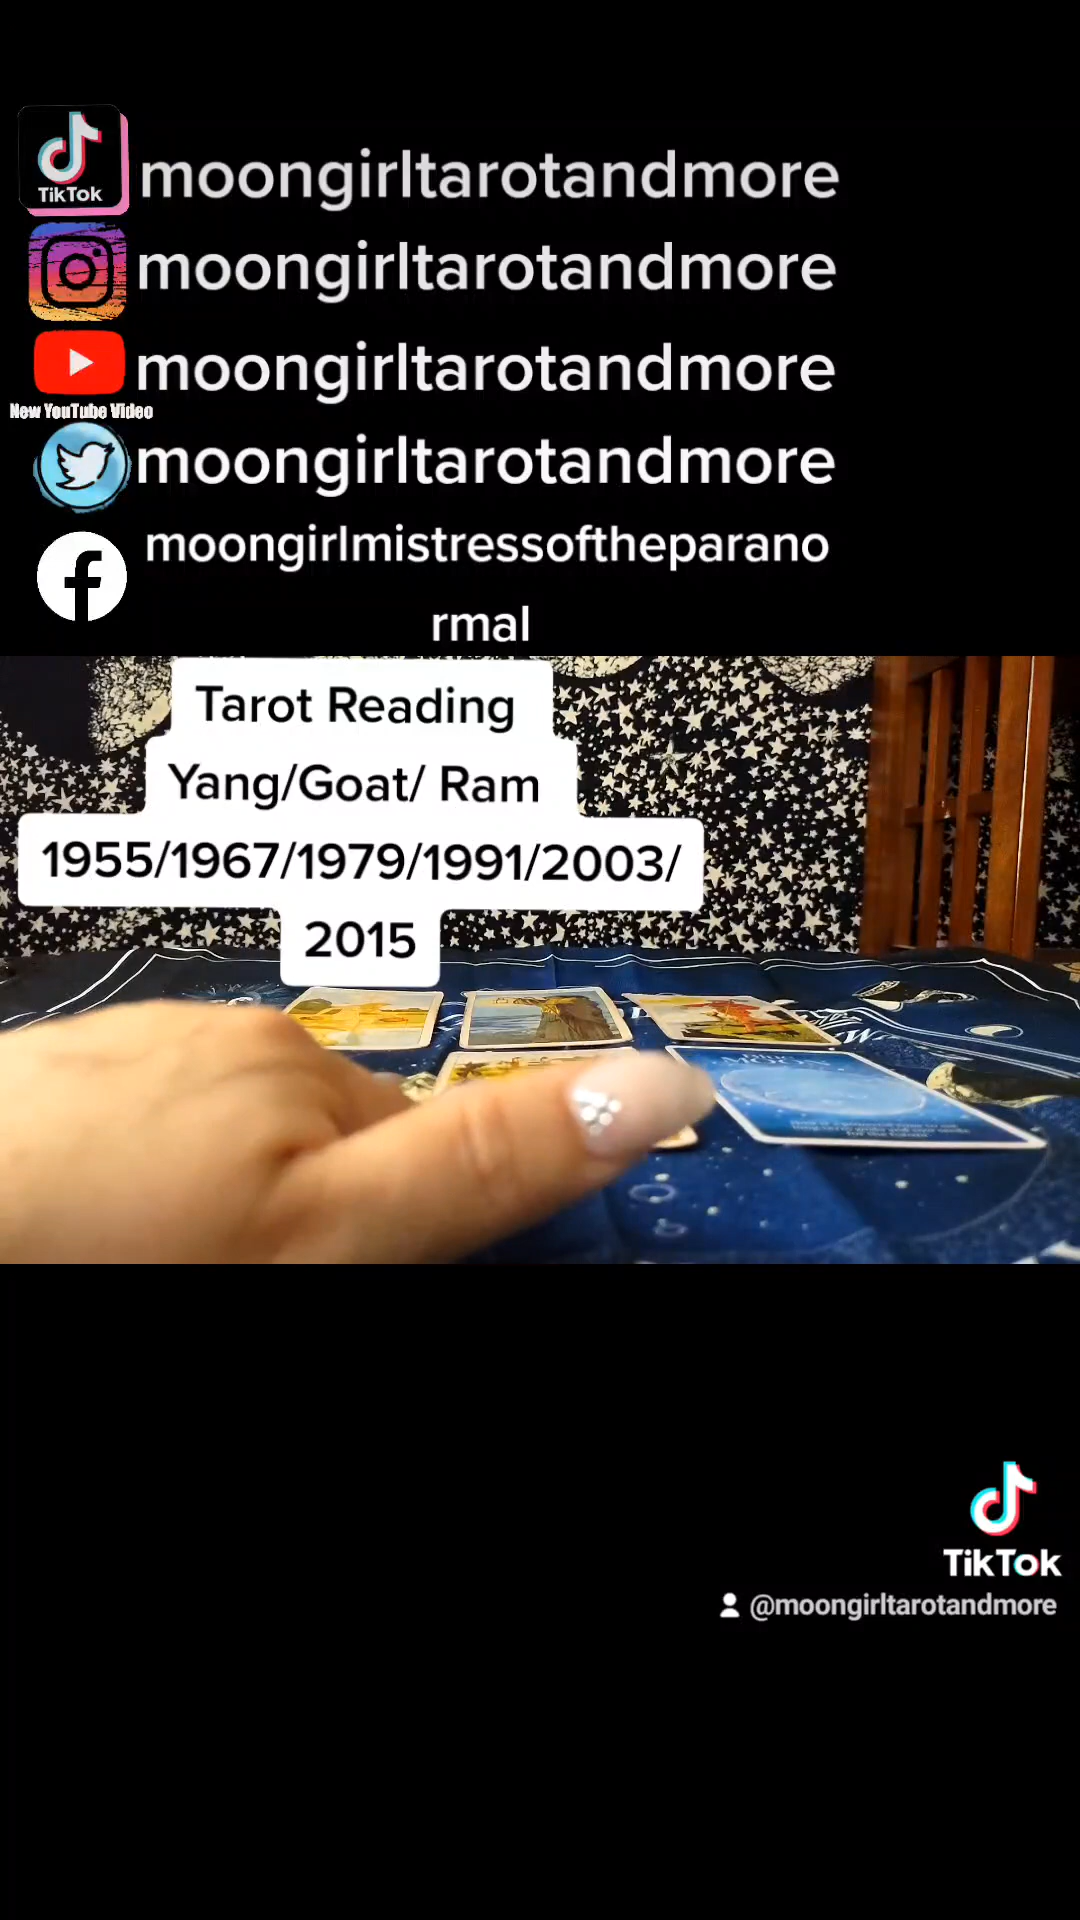 TikTok
moongirltarotandmore
moongirltarotandmore
moongirltarotandmore
New YouTube Video
moongirltarotandmore
moongirlmistressoftheparano
rmal
Tarot Reading
Yang/Goat/ Ram
1955/1967/1979/1991/2003/
2015
TikTok
@moongirltarotandmore